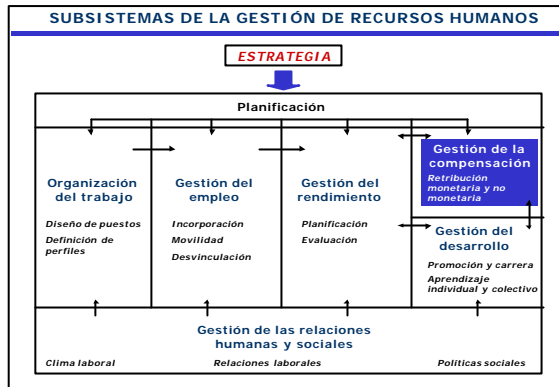 SUBSISTEMAS DE LA GESTIÓN DE RECURSOS HUMANOS
ESTRATEGIA
Planificación
Organización
del trabajo
Diseño de puestos
Definición de
perfiles
Gestión del
empleo
Incorporación
Movilidad
Desvinculación
Gestión del
rendimiento
Planificación
Evaluación
Gestión de la
compensación
Retribución
monetaria y no
monetaria
Gestión del
desarrollo
Promoción y carrera
Aprendizaje
individual y colectivo
Gestión de las relaciones
humanas y sociales
Clima laboral
Relaciones laborales
Políticas sociales